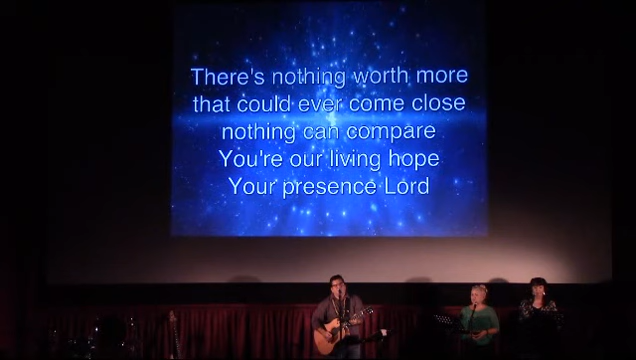 There's nothing worth more
that could ever come close
nothing can compare
You're our living hope
Your presence Lord